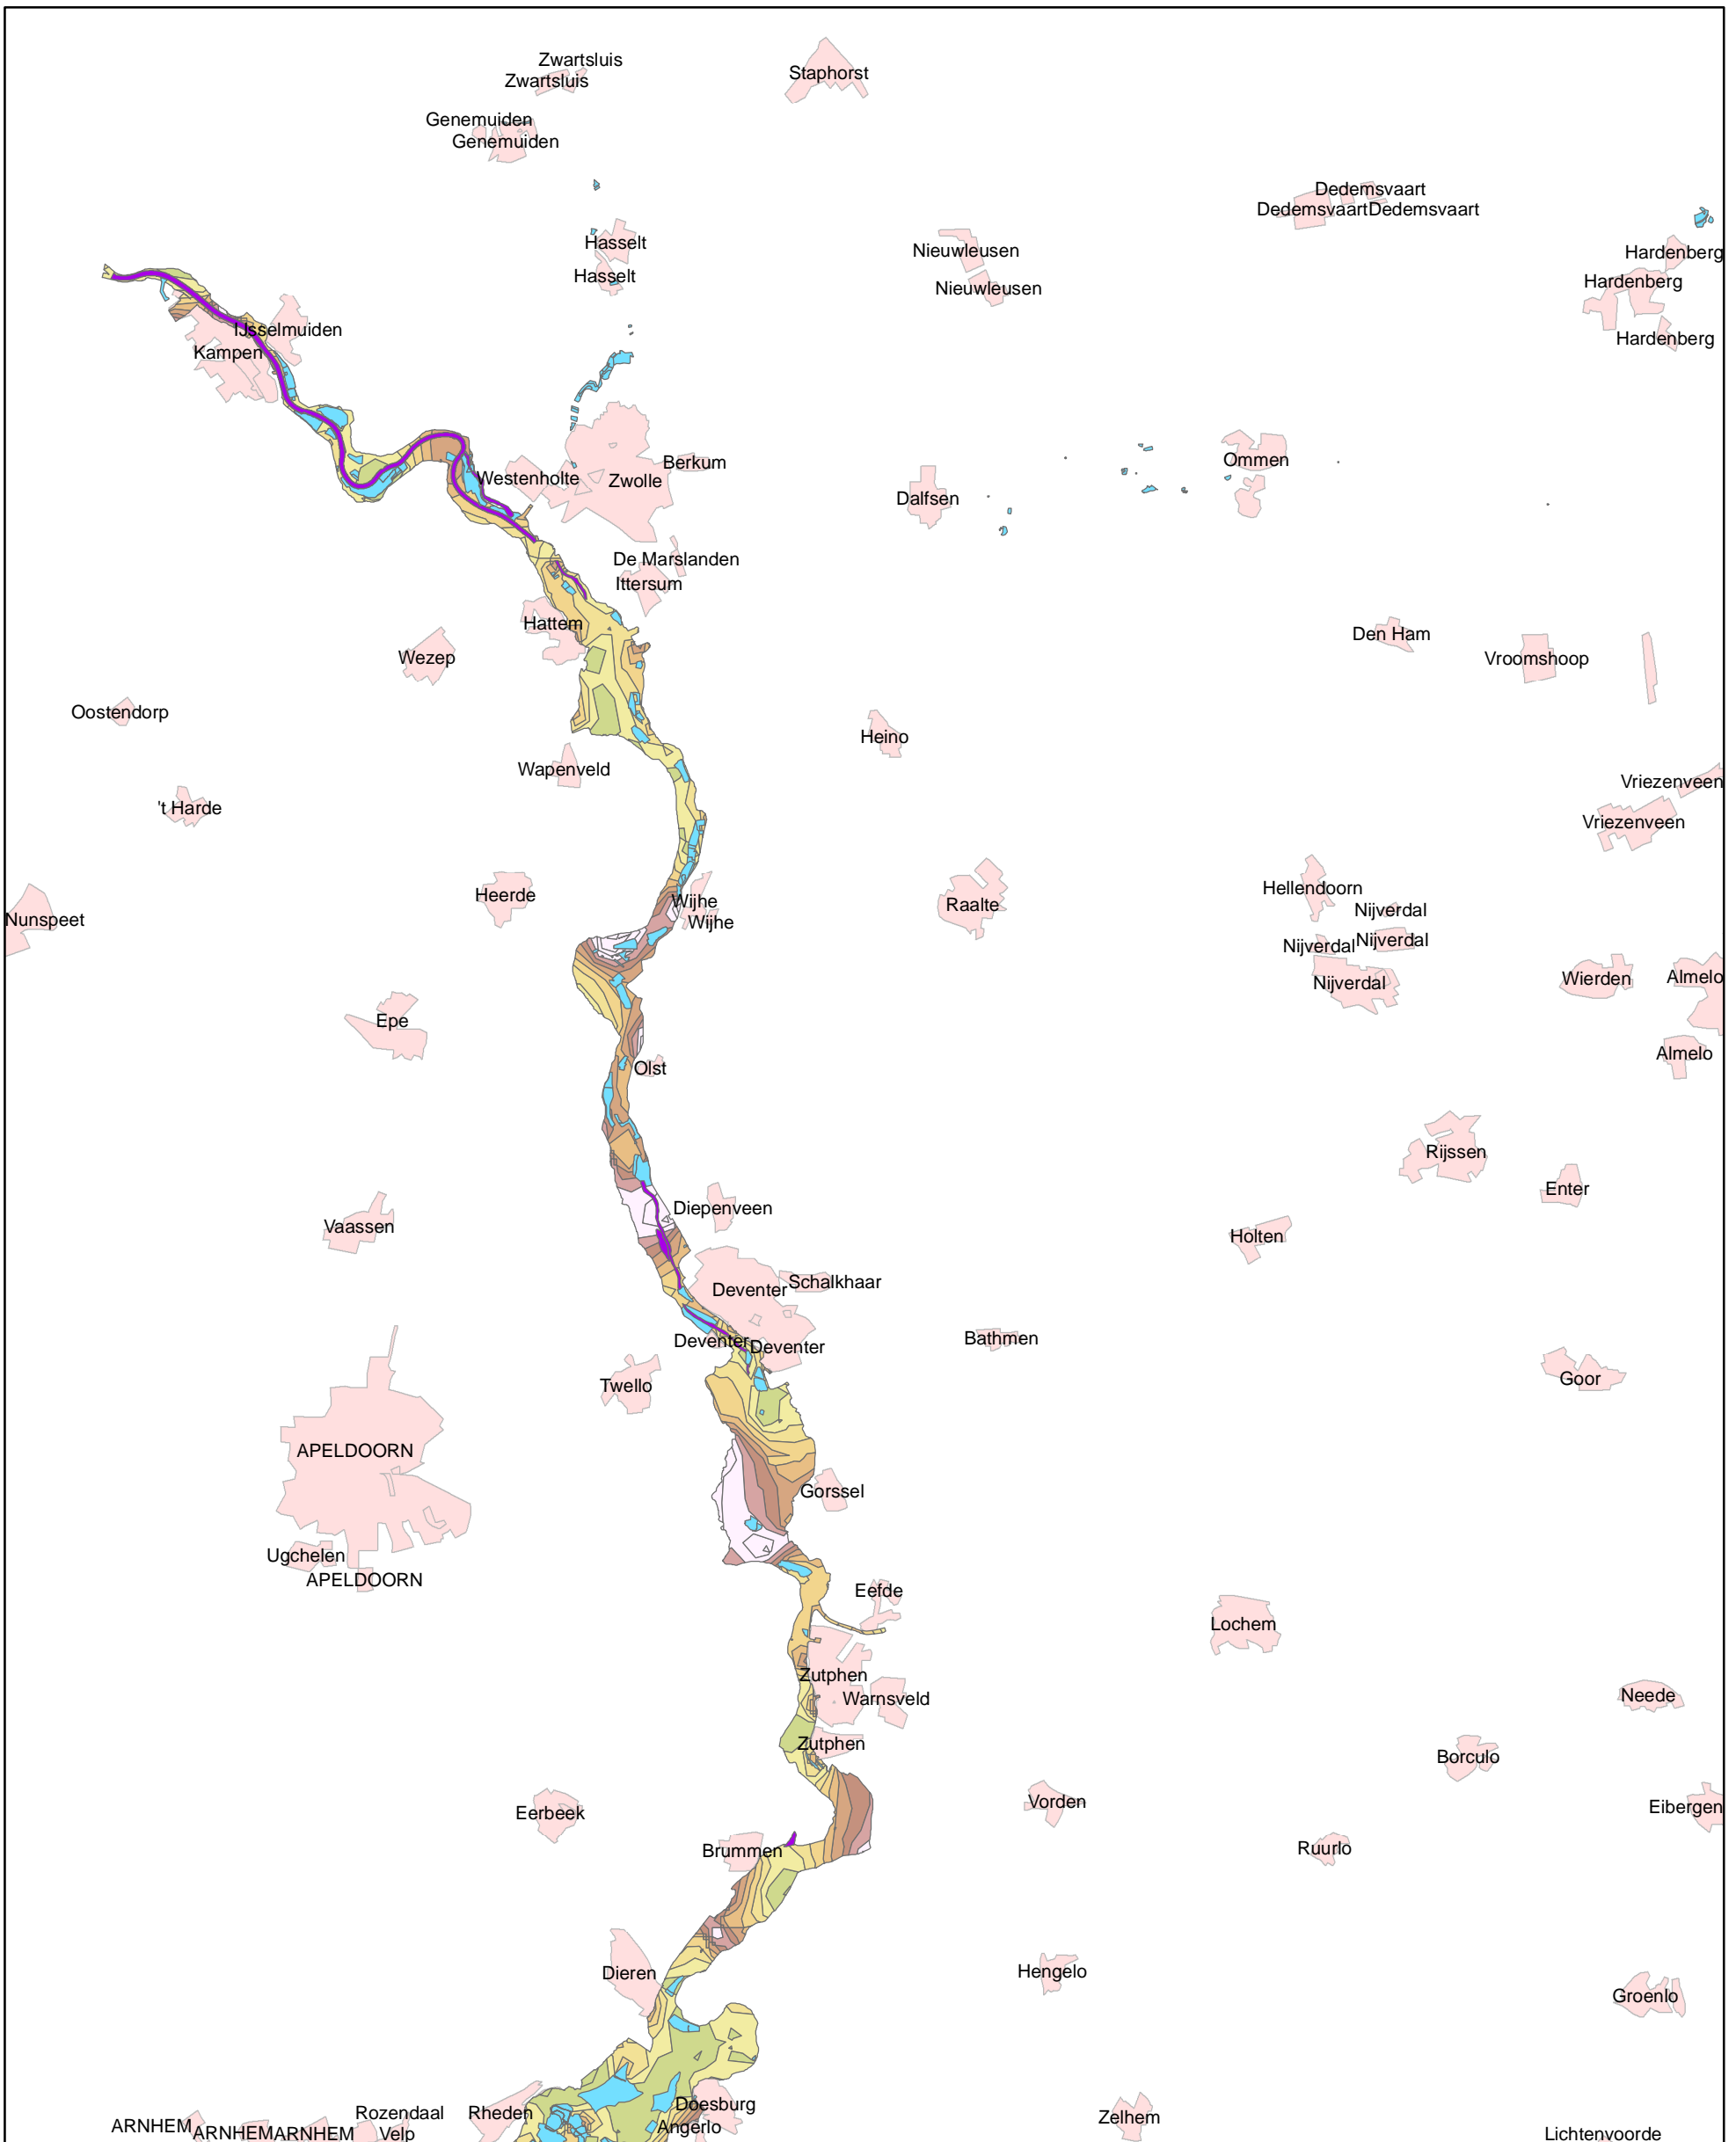 Zwartsluis
Zwartsluis
Staphorst
Genemuiden
Genemuiden
Dedemsvaart
DedemsvaartDedemsvaart
Hasselt
Nieuwleusen
Hardenberg
Hasselt
Hardenberg
Nieuwleusen
IJsselmuiden
Hardenberg
Kampen
Berkum
Ommen
Westenholte
Zwolle
Dalfsen
De Marslanden
Ittersum
Hattem
Den Ham
Wezep
Vroomshoop
Oostendorp
Heino
Wapenveld
Vriezenveen
't Harde
Vriezenveen
Hellendoorn
Heerde
Wijhe
Raalte
Nijverdal
Nunspeet
Wijhe
Nijverdal
Nijverdal
Wierden
Almelo
Nijverdal
Epe
Almelo
Olst
Rijssen
Enter
Diepenveen
Vaassen
Holten
Schalkhaar
Deventer
Bathmen
Deventer
Deventer
Goor
Twello
APELDOORN
Gorssel
Ugchelen
APELDOORN
Eefde
Lochem
Zutphen
Neede
Warnsveld
Zutphen
Borculo
Vorden
Eibergen
Eerbeek
Ruurlo
Brummen
Hengelo
Dieren
Groenlo
Doesburg
Rozendaal
Rheden
Zelhem
ARNHEM
Angerlo
ARNHEM
ARNHEM
Velp
Lichtenvoorde